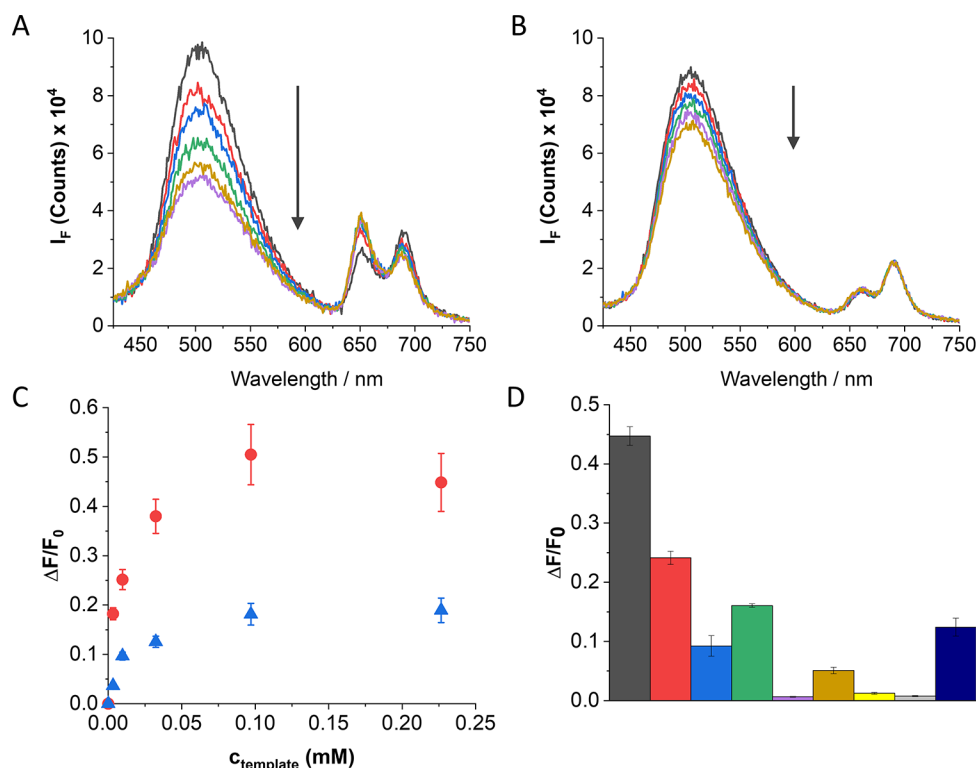 A
I_F (Counts) x 10^4
10
8
6
4
2
0
450 500 550 600 650 700 750
Wavelength / nm
B
I_F (Counts) x 10^4
10
8
6
4
2
0
450 500 550 600 650 700 750
Wavelength / nm
C
ΔF/F_0
0.6
0.5
0.4
0.3
0.2
0.1
0.0
0.00 0.05 0.10 0.15 0.20 0.25
c_template (mM)
D
ΔF/F0
0.5
0.4
0.3
0.2
0.1
0.0